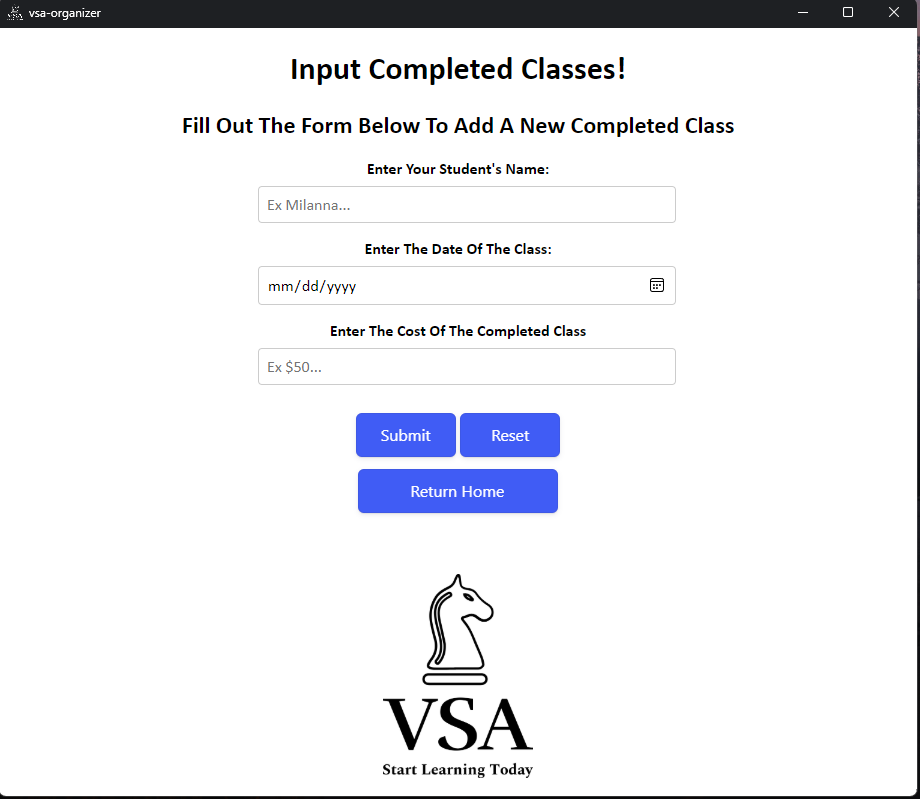 vsa-organizer
Input Completed Classes!
Fill Out The Form Below To Add A New Completed Class
Enter Your Student's Name:
Ex Milanna...
Enter The Date Of The Class:
mm/dd/yyyy
Enter The Cost Of The Completed Class
Ex $50...
Submit Reset
Return Home
VSA
Start Learning Today